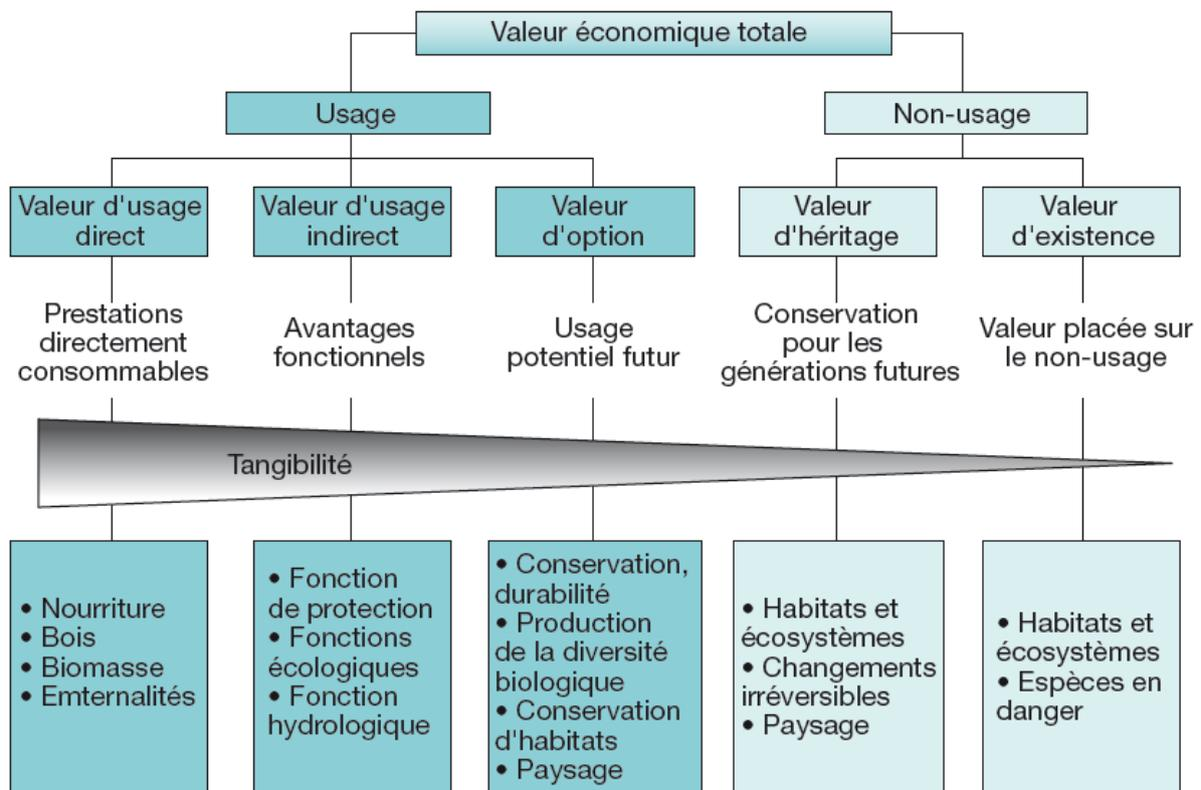 Valeur économique totale
Usage
Non-usage
Valeur d'usage
direct
Valeur d'usage
indirect
Valeur
d'option
Valeur
d'héritage
Valeur
d'existence
Prestations
directement
consommables
Avantages
fonctionnels
Usage
potentiel futur
Conservation
pour les
générations futures
Valeur placée sur
le non-usage
Tangibilité
• Nourriture
• Bois
• Biomasse
• Emternalités
• Fonction
de protection
• Fonctions
écologiques
• Fonction
hydrologique
• Conservation,
durabilité
• Production
de la diversité
biologique
• Conservation
d'habitats
• Paysage
• Habitats et
écosystèmes
• Changements
irréversibles
• Paysage
• Habitats et
écosystèmes
• Espèces en
danger